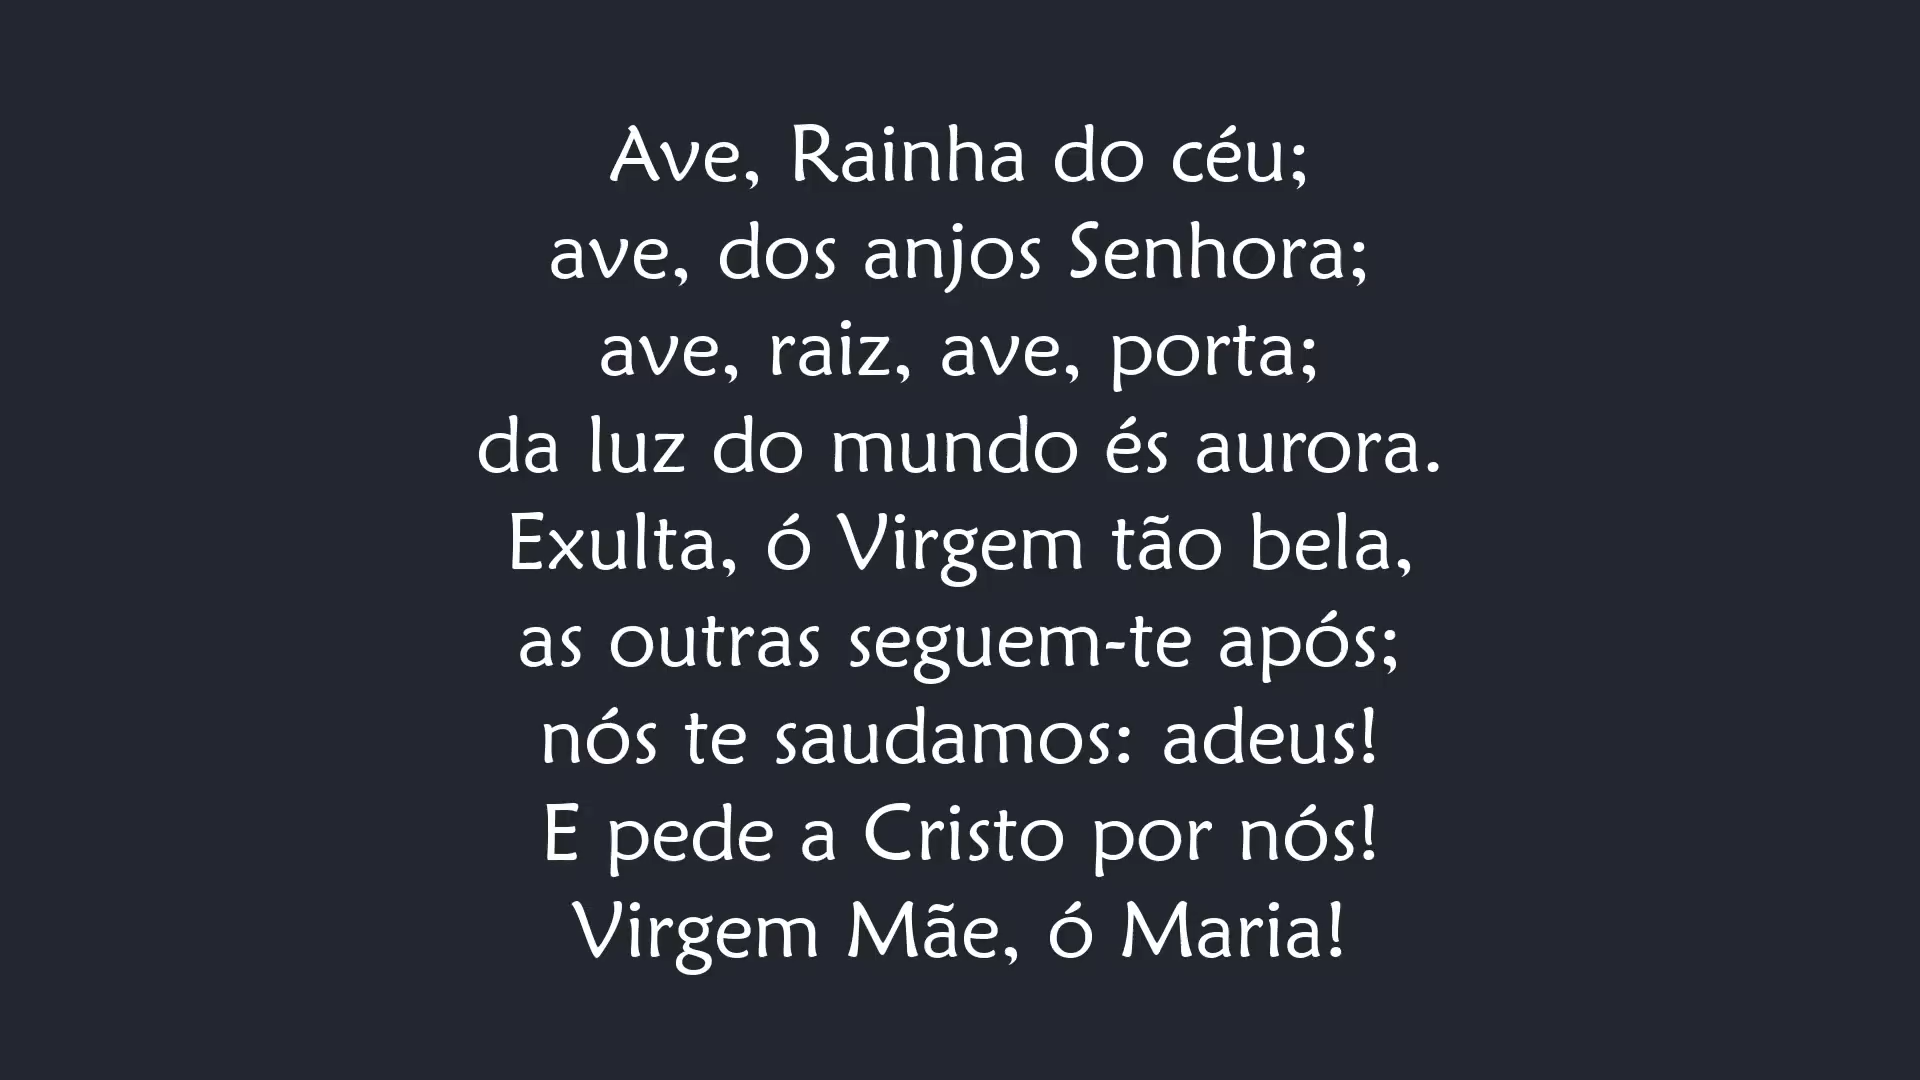 Ave, Rainha do céu;
ave, dos anjos Senhora;
ave, raiz, ave, porta;
da luz do mundo és aurora.
Exulta, ó Virgem tão bela,
as outras seguem-te após;
nós te saudamos: adeus!
E pede a Cristo por nós!
Virgem Mãe, ó Maria!